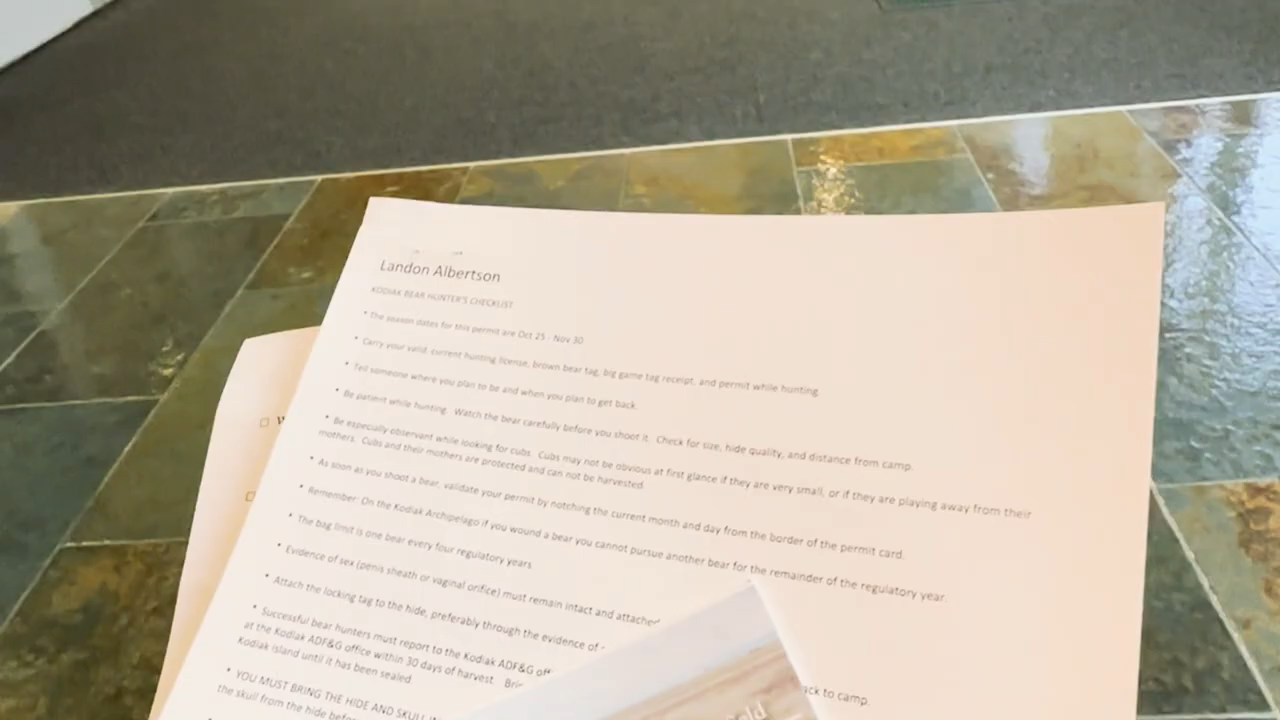 Landon Albertson
KODIAK BEAR HUNTER'S CHECKLIST
* The season dates for this permit are Oct 25 - Nov 30
* Carry your valid, current hunting license, brown bear tag, big game tag receipt, and permit while hunting.
* Tell someone where you plan to be and when you plan to get back.
* Be patient while hunting. Watch the bear carefully before you shoot it. Check for size, hide quality, and distance from camp.
* Be especially observant while looking for cubs. Cubs may not be obvious at first glance if they are very small, or if they are playing away from their
mothers. Cubs and their mothers are protected and can not be harvested.
* As soon as you shoot a bear, validate your permit by notching the current month and day from the border of the permit card.
* Remember: On the Kodiak Archipelago if you wound a bear you cannot pursue another bear for the remainder of the regulatory year.
* The bag limit is one bear every four regulatory years.
* Evidence of sex (penis sheath or vaginal orifice) must remain intact and attached
* Attach the locking tag to the hide, preferably through the evidence of
ack to camp.
* Successful bear hunters must report to the Kodiak ADF&G off
at the Kodiak ADF&G office within 30 days of harvest.
Kodiak island until it has been sealed.
* YOU MUST BRING THE HIDE AND SKULL
the skull from the hide befo